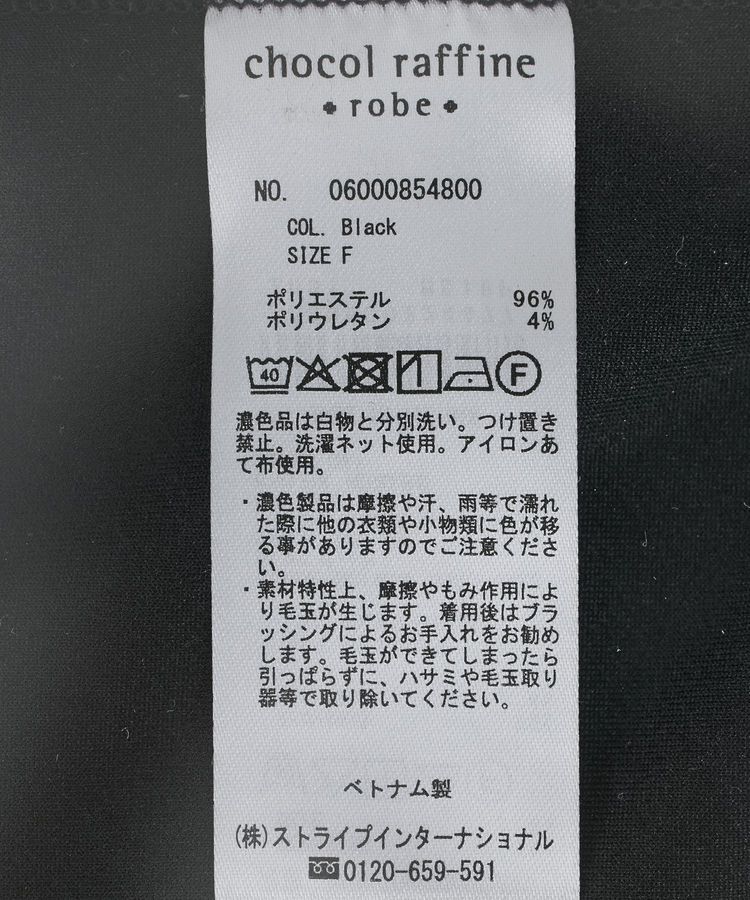 chocol raffine
robe
NO. 06000854800
COL. Black
SIZE F
ポリエステル 96%
ポリウレタン 4%
40 F
濃色品は白物と分別洗い。つけ置き
禁止。洗濯ネット使用。アイロンあ
て布使用。
・濃色製品は摩擦や汗、雨等で濡れ
た際に他の衣類や小物類に色が移
る事がありますのでご注意くださ
い。
・素材特性上、摩擦やもみ作用によ
り毛玉が生じます。着用後はブラ
ッシングによるお手入れをお勧め
します。毛玉ができてしまったら
引っぱらずに、ハサミや毛玉取り
器等で取り除いてください。
ベトナム製
(株)ストライプインターナショナル
0120-659-591